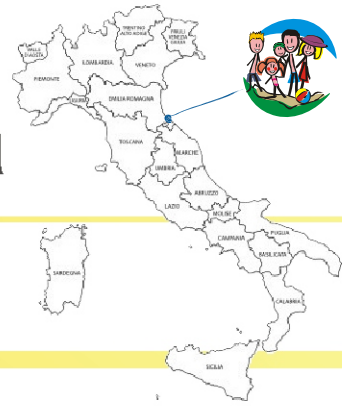 TRENTINO
ALTO ADIGE
FRIULI
VENEZIA
GIULIA
VALLE
D'AOSTA
LOMBARDIA
VENETO
PIEMONTE
LIGURIA
EMILIA ROMAGNA
TOSCANA
MARCHE
UMBRIA
ABRUZZO
LAZIO
MOLISE
CAMPANIA
PUGLIA
BASILICATA
SARDEGNA
CALABRIA
SICILIA